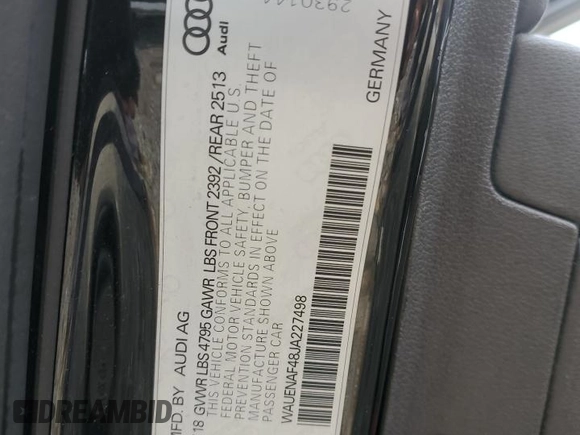 293014
Audi
GERMANY
MFD. BY AUDI AG
18 GVWR LBS 4795 GAWR LBS FRONT 2392 / REAR 2513
THIS VEHICLE CONFORMS TO ALL APPLICABLE U.S.
FEDERAL MOTOR VEHICLE SAFETY, BUMPER AND THEFT
PREVENTION STANDARDS IN EFFECT ON THE DATE OF
MANUFACTURE SHOWN ABOVE
PASSENGER CAR
WAUENAF48JA227498
DREAMBID